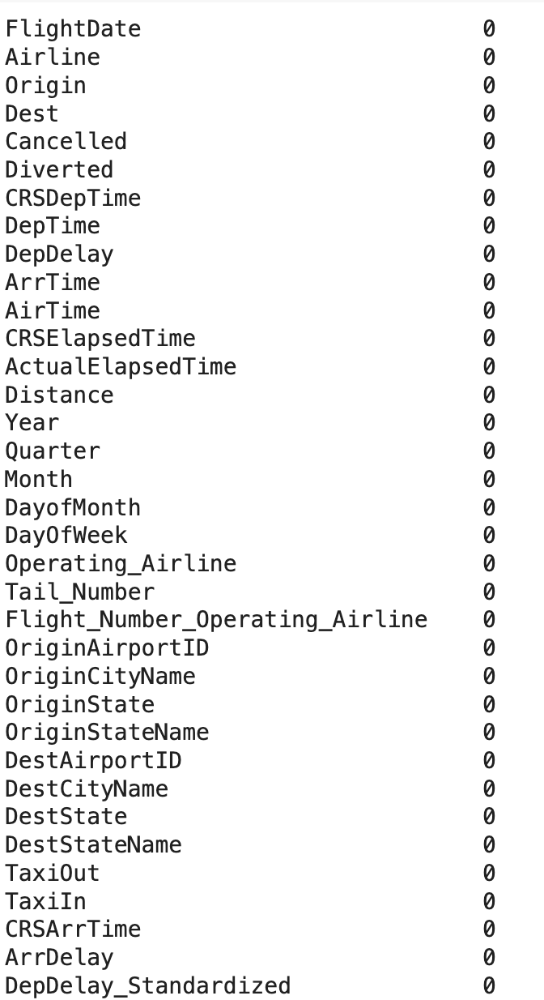 FlightDate 0
Airline 0
Origin 0
Dest 0
Cancelled 0
Diverted 0
CRSDepTime 0
DepTime 0
DepDelay 0
ArrTime 0
AirTime 0
CRSElapsedTime 0
ActualElapsedTime 0
Distance 0
Year 0
Quarter 0
Month 0
DayofMonth 0
DayOfWeek 0
Operating_Airline 0
Tail_Number 0
Flight_Number_Operating_Airline 0
OriginAirportID 0
OriginCityName 0
OriginState 0
OriginStateName 0
DestAirportID 0
DestCityName 0
DestState 0
DestStateName 0
TaxiOut 0
TaxiIn 0
CRSArrTime 0
ArrDelay 0
DepDelay_Standardized 0